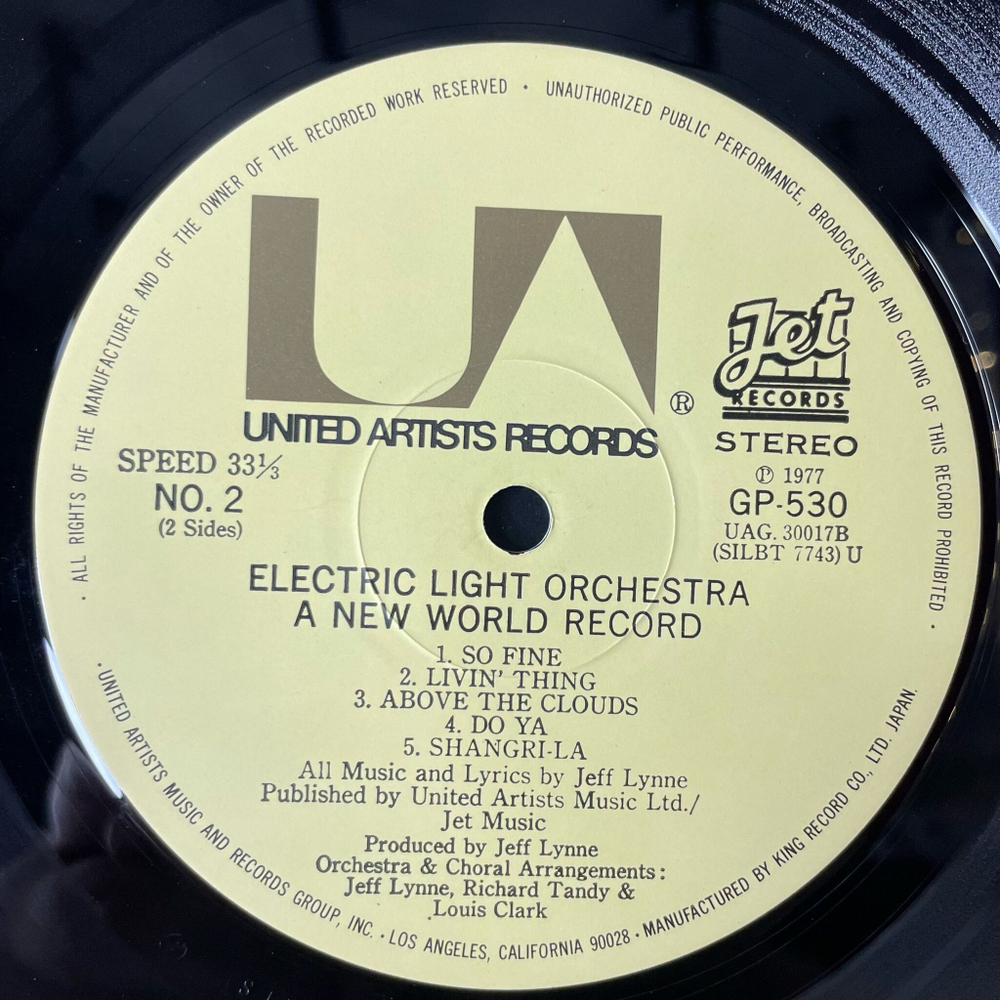 · ALL RIGHTS OF THE MANUFACTURER AND OF THE OWNER OF THE RECORDED WORK RESERVED · UNAUTHORIZED PUBLIC PERFORMANCE, BROADCASTING AND COPYING OF THIS RECORD PROHIBITED ·
UA
UNITED ARTISTS RECORDS
®
Jet
RECORDS
SPEED 33⅓
NO. 2
(2 Sides)
STEREO
℗ 1977
GP-530
UAG. 30017B
(SILBT 7743) U
ELECTRIC LIGHT ORCHESTRA
A NEW WORLD RECORD
1. SO FINE
2. LIVIN' THING
3. ABOVE THE CLOUDS
4. DO YA
5. SHANGRI-LA
All Music and Lyrics by Jeff Lynne
Published by United Artists Music Ltd./
Jet Music
Produced by Jeff Lynne
Orchestra & Choral Arrangements:
Jeff Lynne, Richard Tandy &
Louis Clark
· UNITED ARTISTS MUSIC AND RECORDS GROUP, INC. · LOS ANGELES, CALIFORNIA 90028 · MANUFACTURED BY KING RECORD CO., LTD. JAPAN.